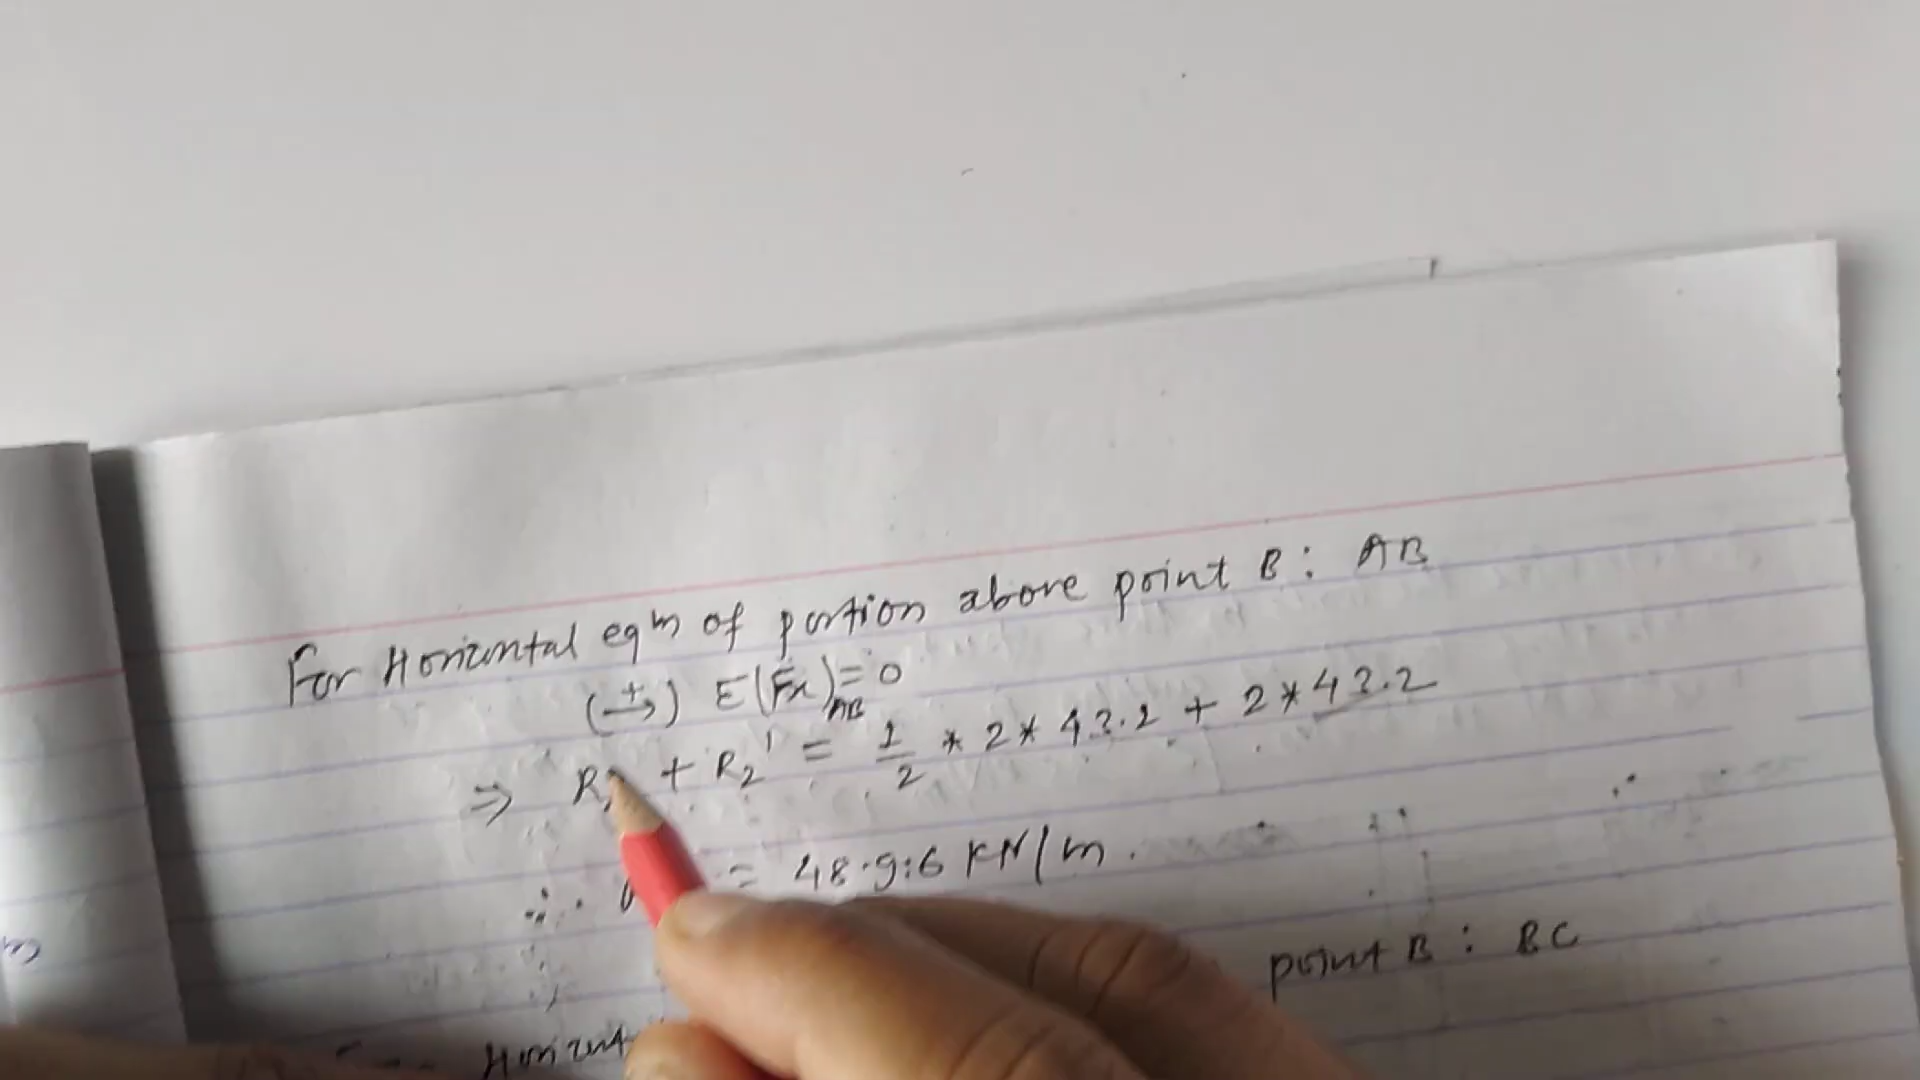 For Horizontal eqm of portion above point B: AB
(+→) Σ(Fx)AB = 0
⇒ R1 + R2' = 1/2 * 2 * 43.2 + 2 * 43.2
∴ = 48.96 KN/m.
point B: BC